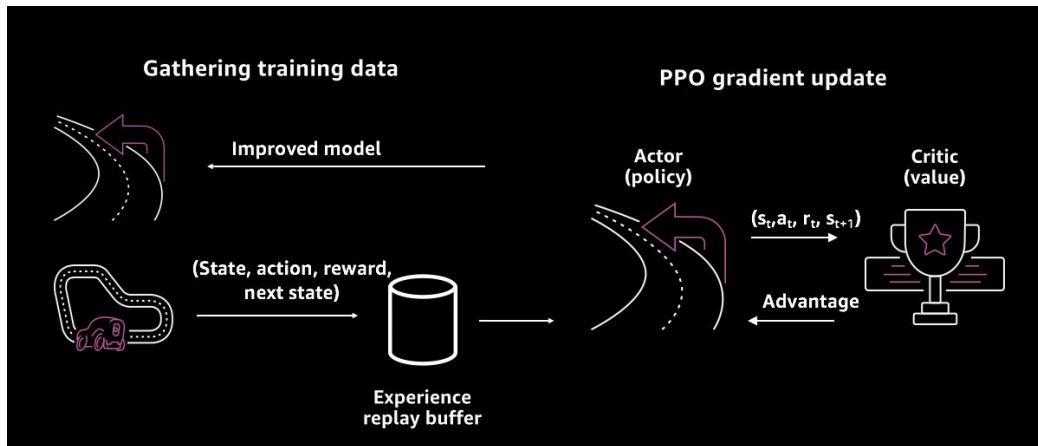 Gathering training data
PPO gradient update
Improved model
Actor
(policy)
Critic
(value)
(sₜ,aₜ, rₜ, sₜ₊₁)
(State, action, reward,
next state)
Advantage
Experience
replay buffer